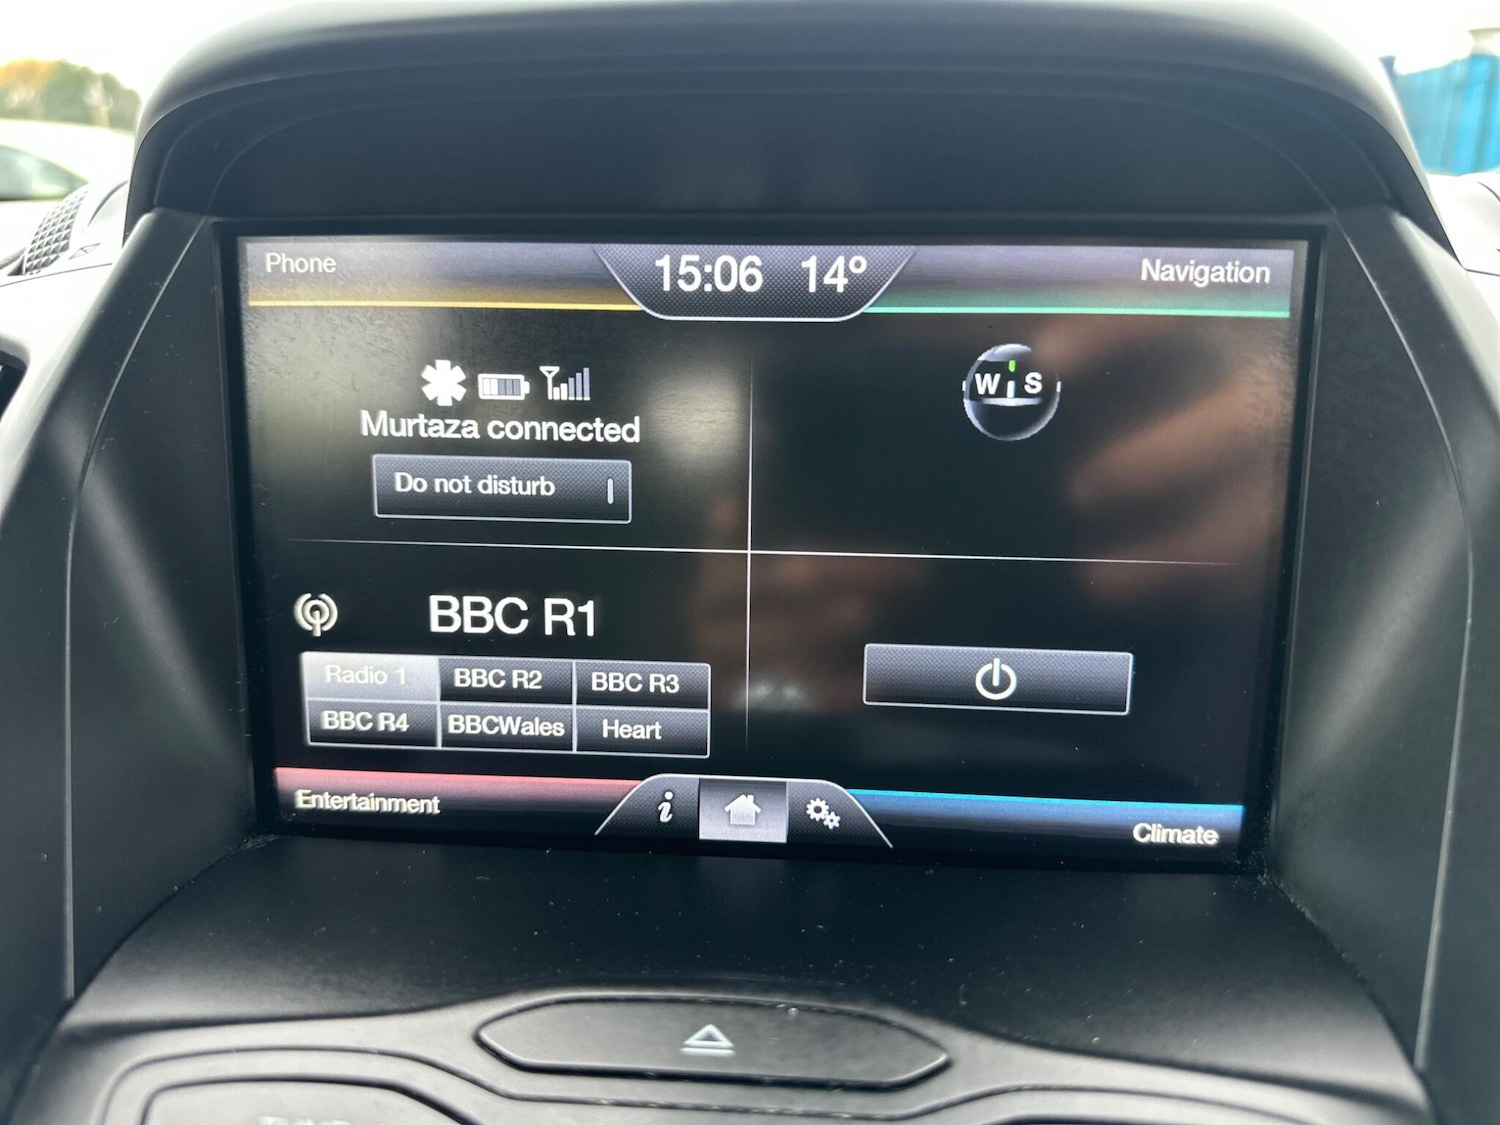 Phone
15:06 14º
Navigation
Murtaza connected
Do not disturb
W S
BBC R1
Radio 1 BBC R2 BBC R3
BBC R4 BBCWales Heart
Entertainment
i
Climate